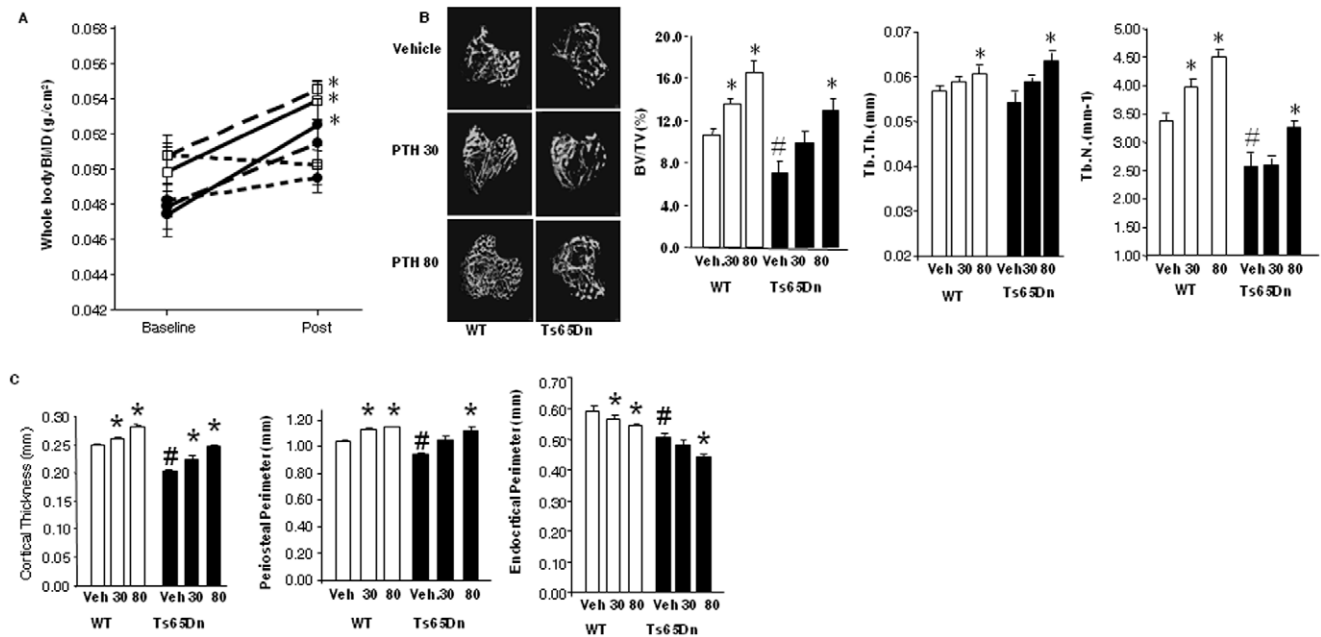 A
Whole body BMD (g./cm²)
0.058
0.056
0.054
0.052
0.050
0.048
0.046
0.044
0.042
*
*
*
Baseline
Post
B
Vehicle
PTH 30
PTH 80
WT
Ts65Dn
BV/TV (%)
20.0
16.0
12.0
8.0
4.0
0.0
*
*
#
*
Veh. 30 80 Veh 30 80
WT
Ts65Dn
Tb.Th. (mm)
0.07
0.06
0.05
0.04
0.03
0.02
*
*
Veh 30 80 Veh 30 80
WT
Ts65Dn
Tb.N. (mm-1)
5.00
4.50
4.00
3.50
3.00
2.50
2.00
1.50
1.00
*
*
#
*
Veh 30 80 Veh 30 80
WT
Ts65Dn
C
Cortical Thickness (mm)
0.30
0.25
0.20
0.15
0.10
0.05
0.00
*
*
#
*
*
Veh 30 80 Veh 30 80
WT
Ts65Dn
Periosteal Perimeter (mm)
1.20
1.00
0.80
0.60
0.40
0.20
0.00
*
*
#
*
Veh 30 80 Veh. 30 80
WT
Ts65Dn
Endocrtical Perimeter (mm)
0.70
0.60
0.50
0.40
0.30
0.20
0.10
0.00
*
*
#
*
Veh 30 80 Veh 30 80
WT
Ts65Dn